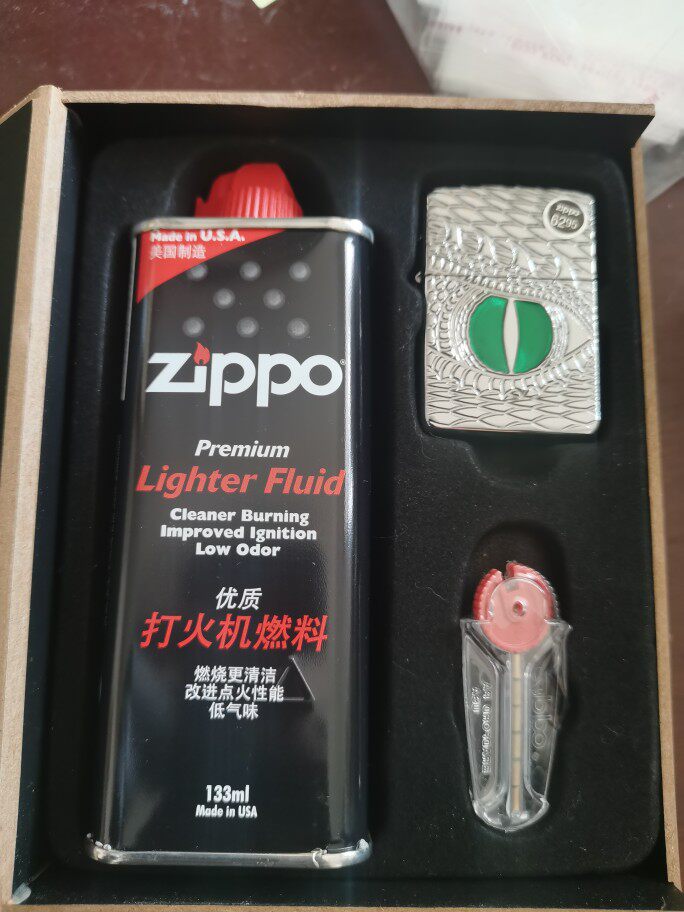 Made in U.S.A.
美国制造
zippo
Premium
Lighter Fluid
Cleaner Burning
Improved Ignition
Low Odor
优质
打火机燃料
燃烧更清洁
改进点火性能
低气味
133ml
Made in USA
zippo
6295